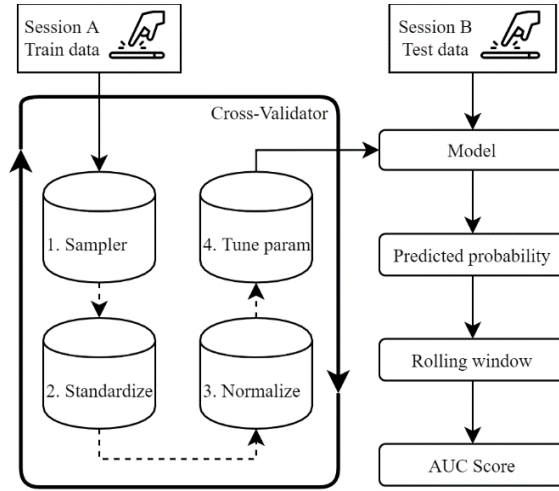 Session A
Train data
Session B
Test data
Cross-Validator
Model
1. Sampler
4. Tune param
Predicted probability
2. Standardize
3. Normalize
Rolling window
AUC Score